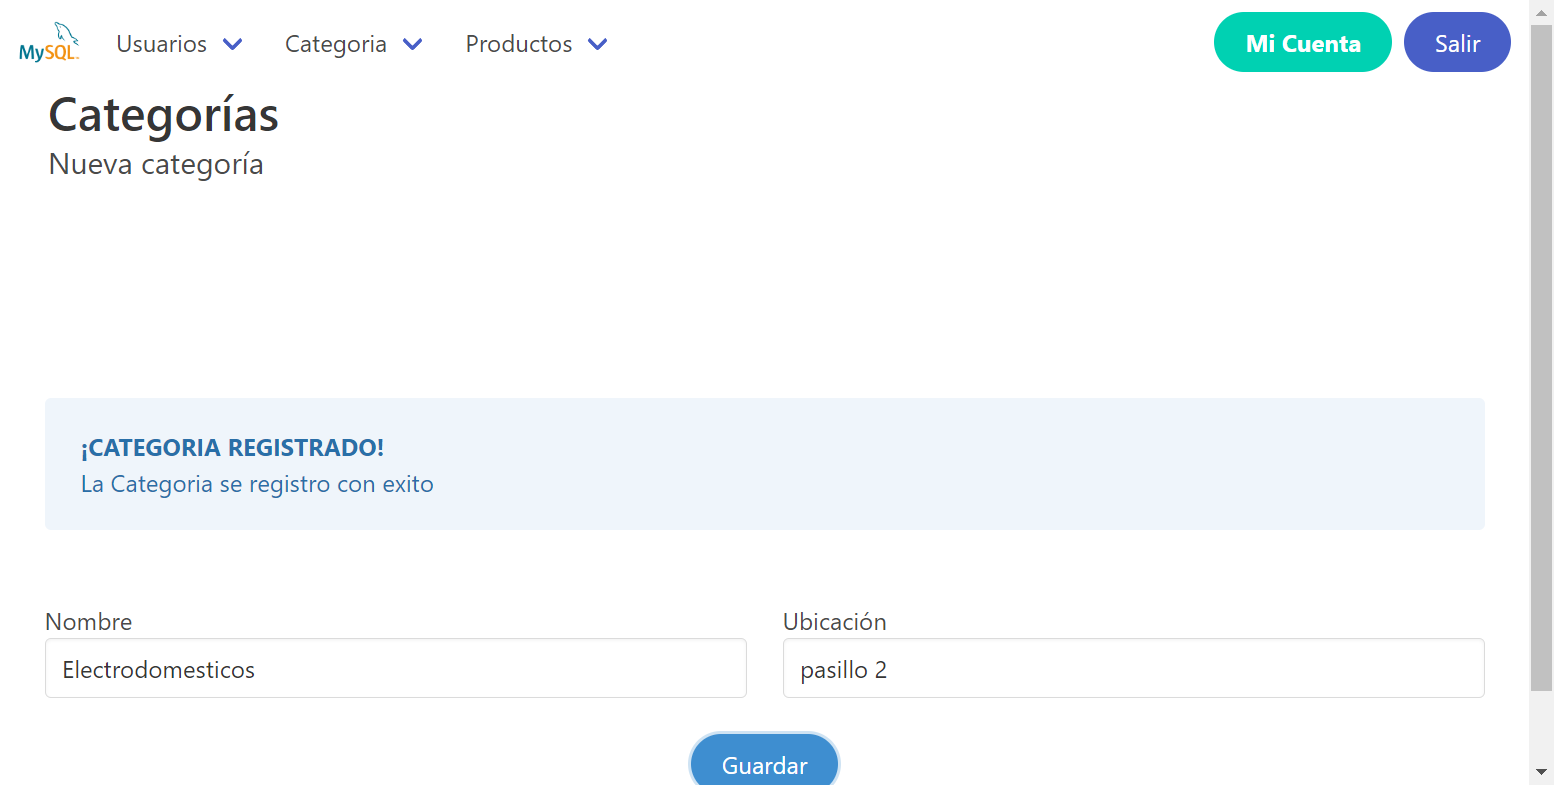 MySQL
Usuarios Categoria Productos Mi Cuenta Salir
Categorías
Nueva categoría
¡CATEGORIA REGISTRADO!
La Categoria se registro con exito
Nombre Ubicación
Electrodomesticos pasillo 2
Guardar